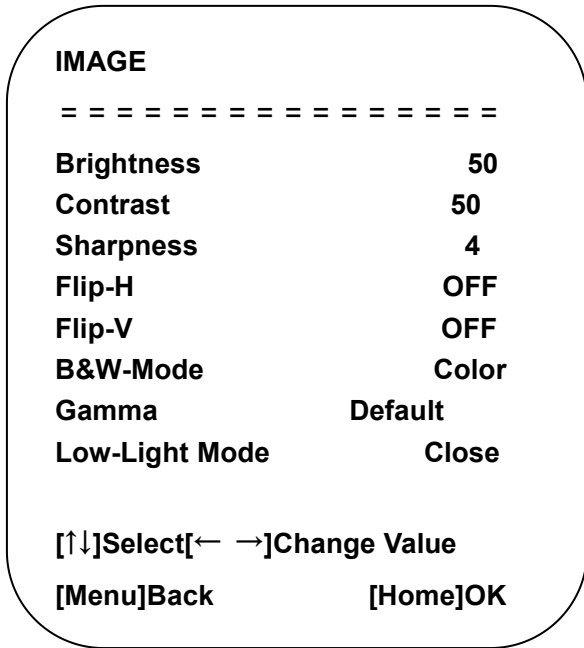 IMAGE
= = = = = = = = = = = = = = = =
Brightness 50
Contrast 50
Sharpness 4
Flip-H OFF
Flip-V OFF
B&W-Mode Color
Gamma Default
Low-Light Mode Close
[↑↓]Select[← →]Change Value
[Menu]Back [Home]OK